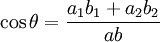 cos θ = (a₁b₁ + a₂b₂) / (ab)